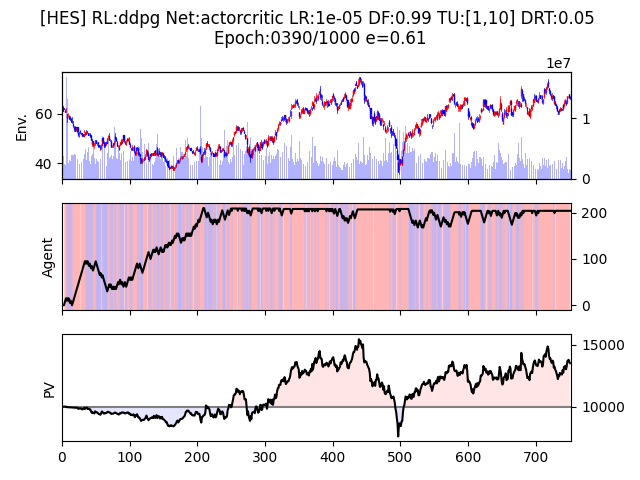 [HES] RL:ddpg Net:actorcritic LR:1e-05 DF:0.99 TU:[1,10] DRT:0.05
Epoch:0390/1000 e=0.61
1e7
Env.
60
40
1
0
Agent
200
100
0
PV
15000
10000
0 100 200 300 400 500 600 700